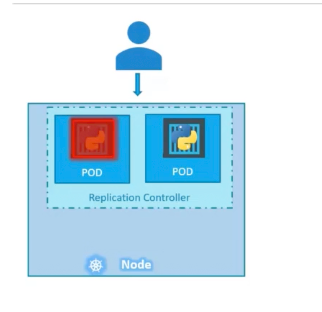 POD
POD
Replication Controller
Node